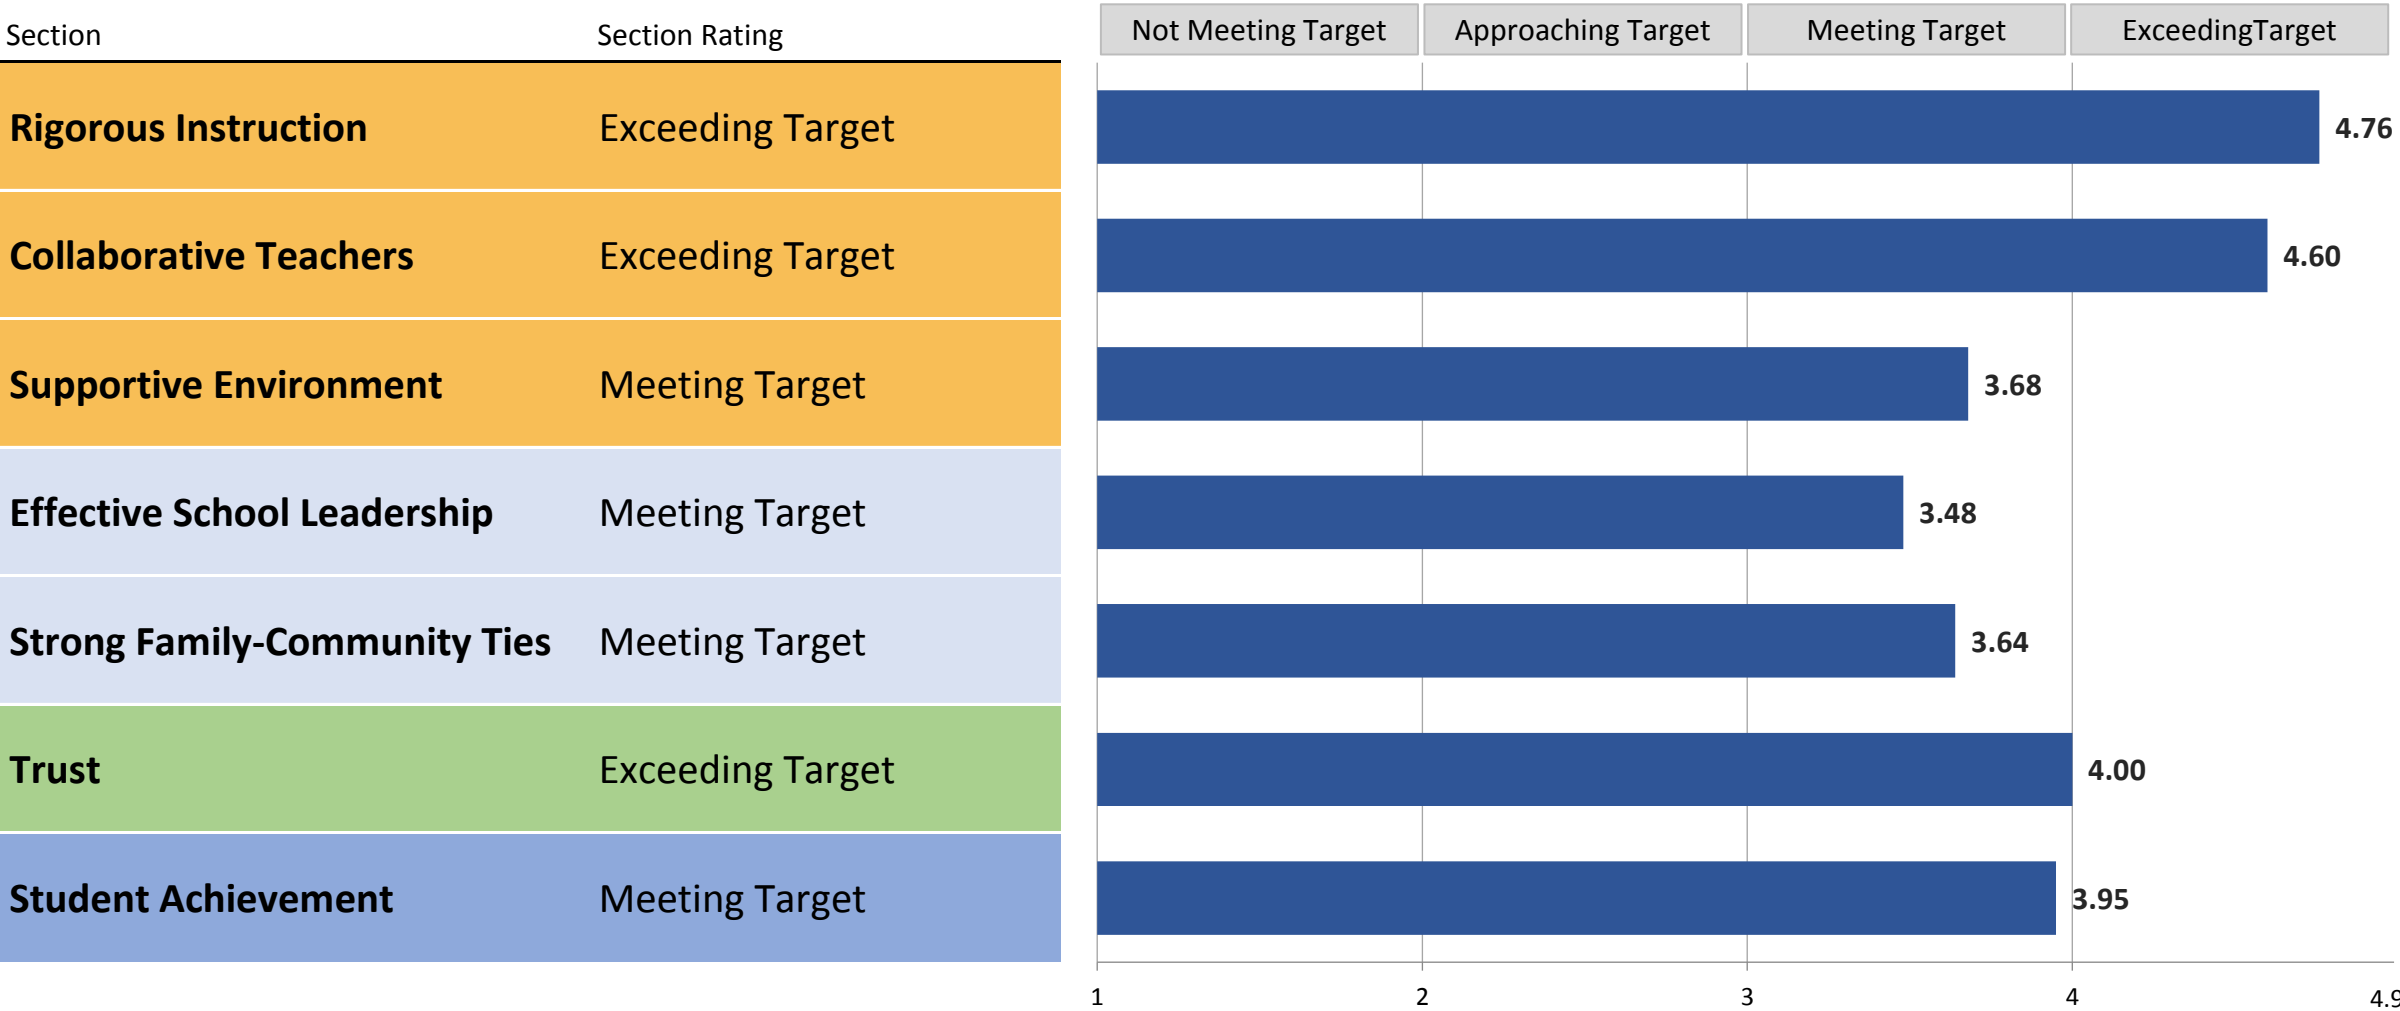 Section Section Rating Not Meeting Target Approaching Target Meeting Target ExceedingTarget
Rigorous Instruction Exceeding Target 4.76
Collaborative Teachers Exceeding Target 4.60
Supportive Environment Meeting Target 3.68
Effective School Leadership Meeting Target 3.48
Strong Family-Community Ties Meeting Target 3.64
Trust Exceeding Target 4.00
Student Achievement Meeting Target 3.95
1 2 3 4 4.9